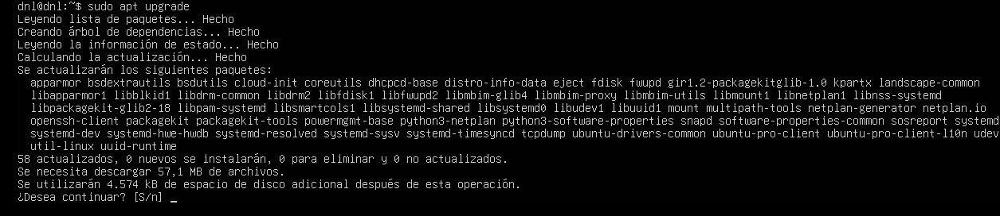 dnl@dnl:~$ sudo apt upgrade
Leyendo lista de paquetes... Hecho
Creando árbol de dependencias... Hecho
Leyendo la información de estado... Hecho
Calculando la actualización... Hecho
Se actualizarán los siguientes paquetes:
apparmor bsdextrautils bsdutils cloud-init coreutils dhcpcd-base distro-info-data eject fdisk fwupd gir1.2-packagekitglib-1.0 kpartx landscape-common
libapparmor1 libblkid1 libdrm-common libdrm2 libfdisk1 libfwupd2 libmbim-glib4 libmbim-proxy libmbim-utils libmount1 libnetplan1 libnss-systemd
libpackagekit-glib2-18 libpam-systemd libsmartcols1 libsystemd-shared libsystemd0 libudev1 libuuid1 mount multipath-tools netplan-generator netplan.io
openssh-client packagekit packagekit-tools powermgmt-base python3-netplan python3-software-properties snapd software-properties-common sosreport systemd
systemd-dev systemd-hwe-hwdb systemd-resolved systemd-sysv systemd-timesyncd tcpdump ubuntu-drivers-common ubuntu-pro-client ubuntu-pro-client-l10n udev
util-linux uuid-runtime
58 actualizados, 0 nuevos se instalarán, 0 para eliminar y 0 no actualizados.
Se necesita descargar 57,1 MB de archivos.
Se utilizarán 4.574 kB de espacio de disco adicional después de esta operación.
¿Desea continuar? [S/n] _